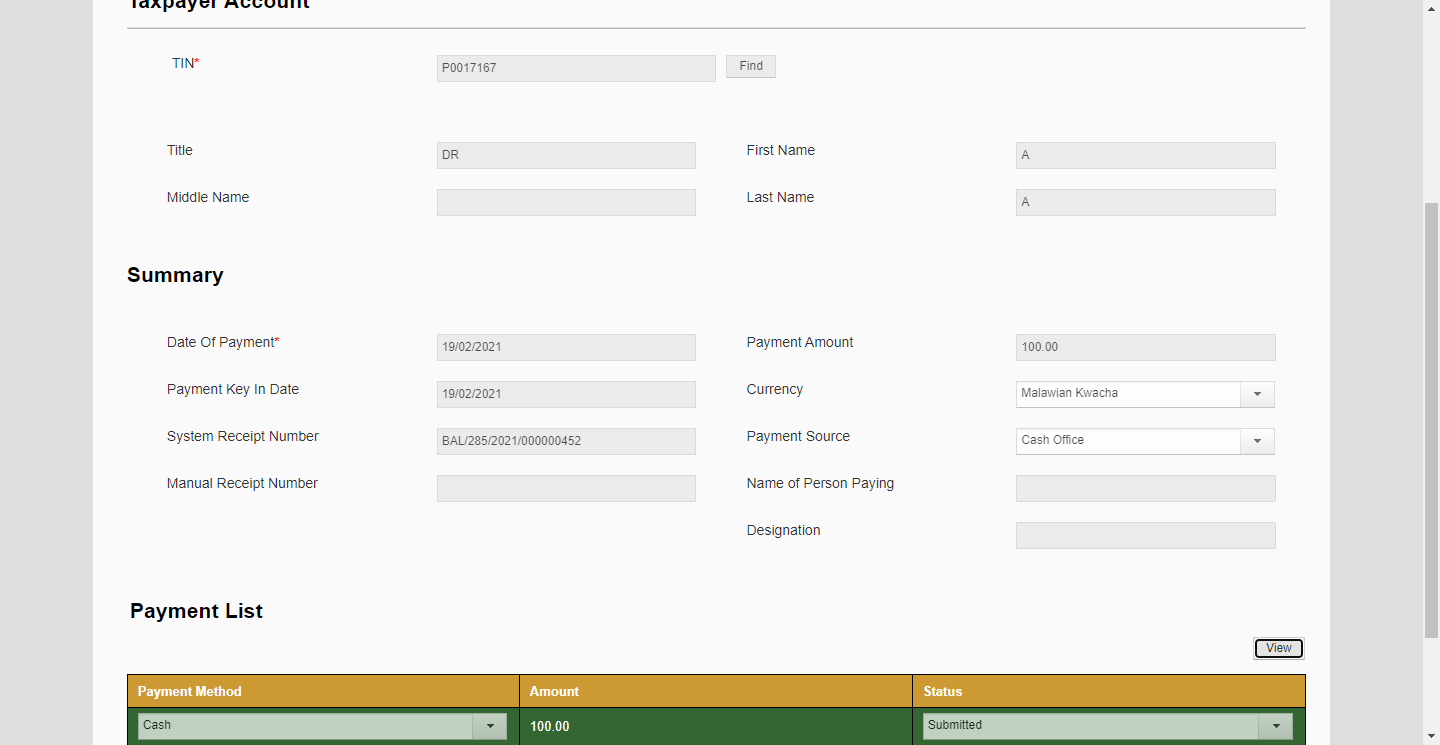 Taxpayer Account
TIN*
P0017167
Find
Title
DR
First Name
A
Middle Name
Last Name
A
Summary
Date Of Payment*
19/02/2021
Payment Amount
100.00
Payment Key In Date
19/02/2021
Currency
Malawian Kwacha
System Receipt Number
BAL/285/2021/000000452
Payment Source
Cash Office
Manual Receipt Number
Name of Person Paying
Designation
Payment List
View
Payment Method
Amount
Status
Cash
100.00
Submitted